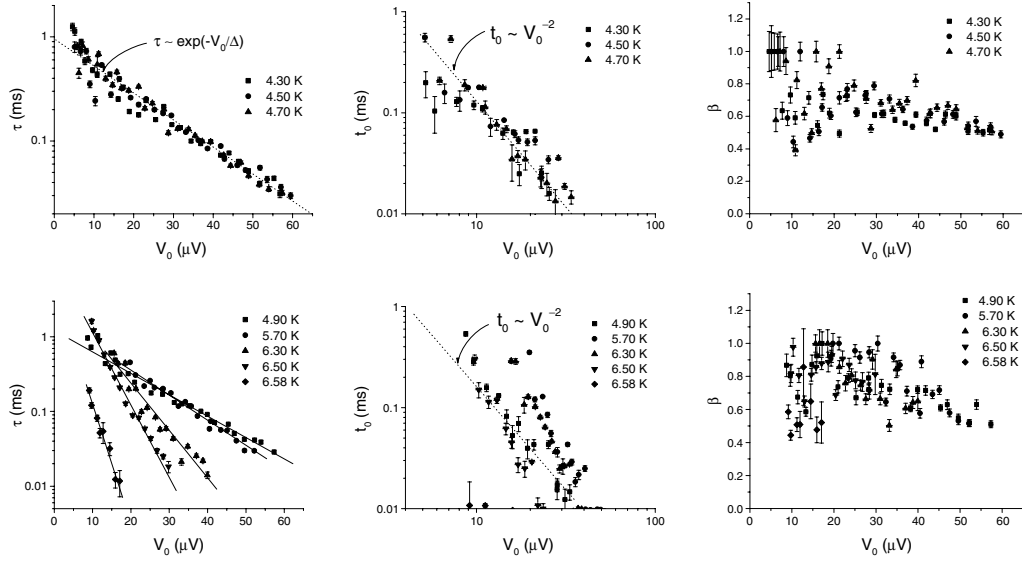 1
0.1
τ (ms)
τ ~ exp(-V₀/Δ)
4.30 K
4.50 K
4.70 K
0 10 20 30 40 50 60
V₀ (μV)
1
0.1
0.01
t₀ (ms)
t₀ ~ V₀⁻²
4.30 K
4.50 K
4.70 K
10 100
V₀ (μV)
1.0
0.8
0.6
0.4
0.2
0.0
β
4.30 K
4.50 K
4.70 K
0 10 20 30 40 50 60
V₀ (μV)
1
0.1
0.01
τ (ms)
4.90 K
5.70 K
6.30 K
6.50 K
6.58 K
0 10 20 30 40 50 60
V₀ (μV)
1
0.1
0.01
t₀ (ms)
t₀ ~ V₀⁻²
4.90 K
5.70 K
6.30 K
6.50 K
6.58 K
10 100
V₀ (μV)
1.0
0.8
0.6
0.4
0.2
0.0
β
4.90 K
5.70 K
6.30 K
6.50 K
6.58 K
0 10 20 30 40 50 60
V₀ (μV)